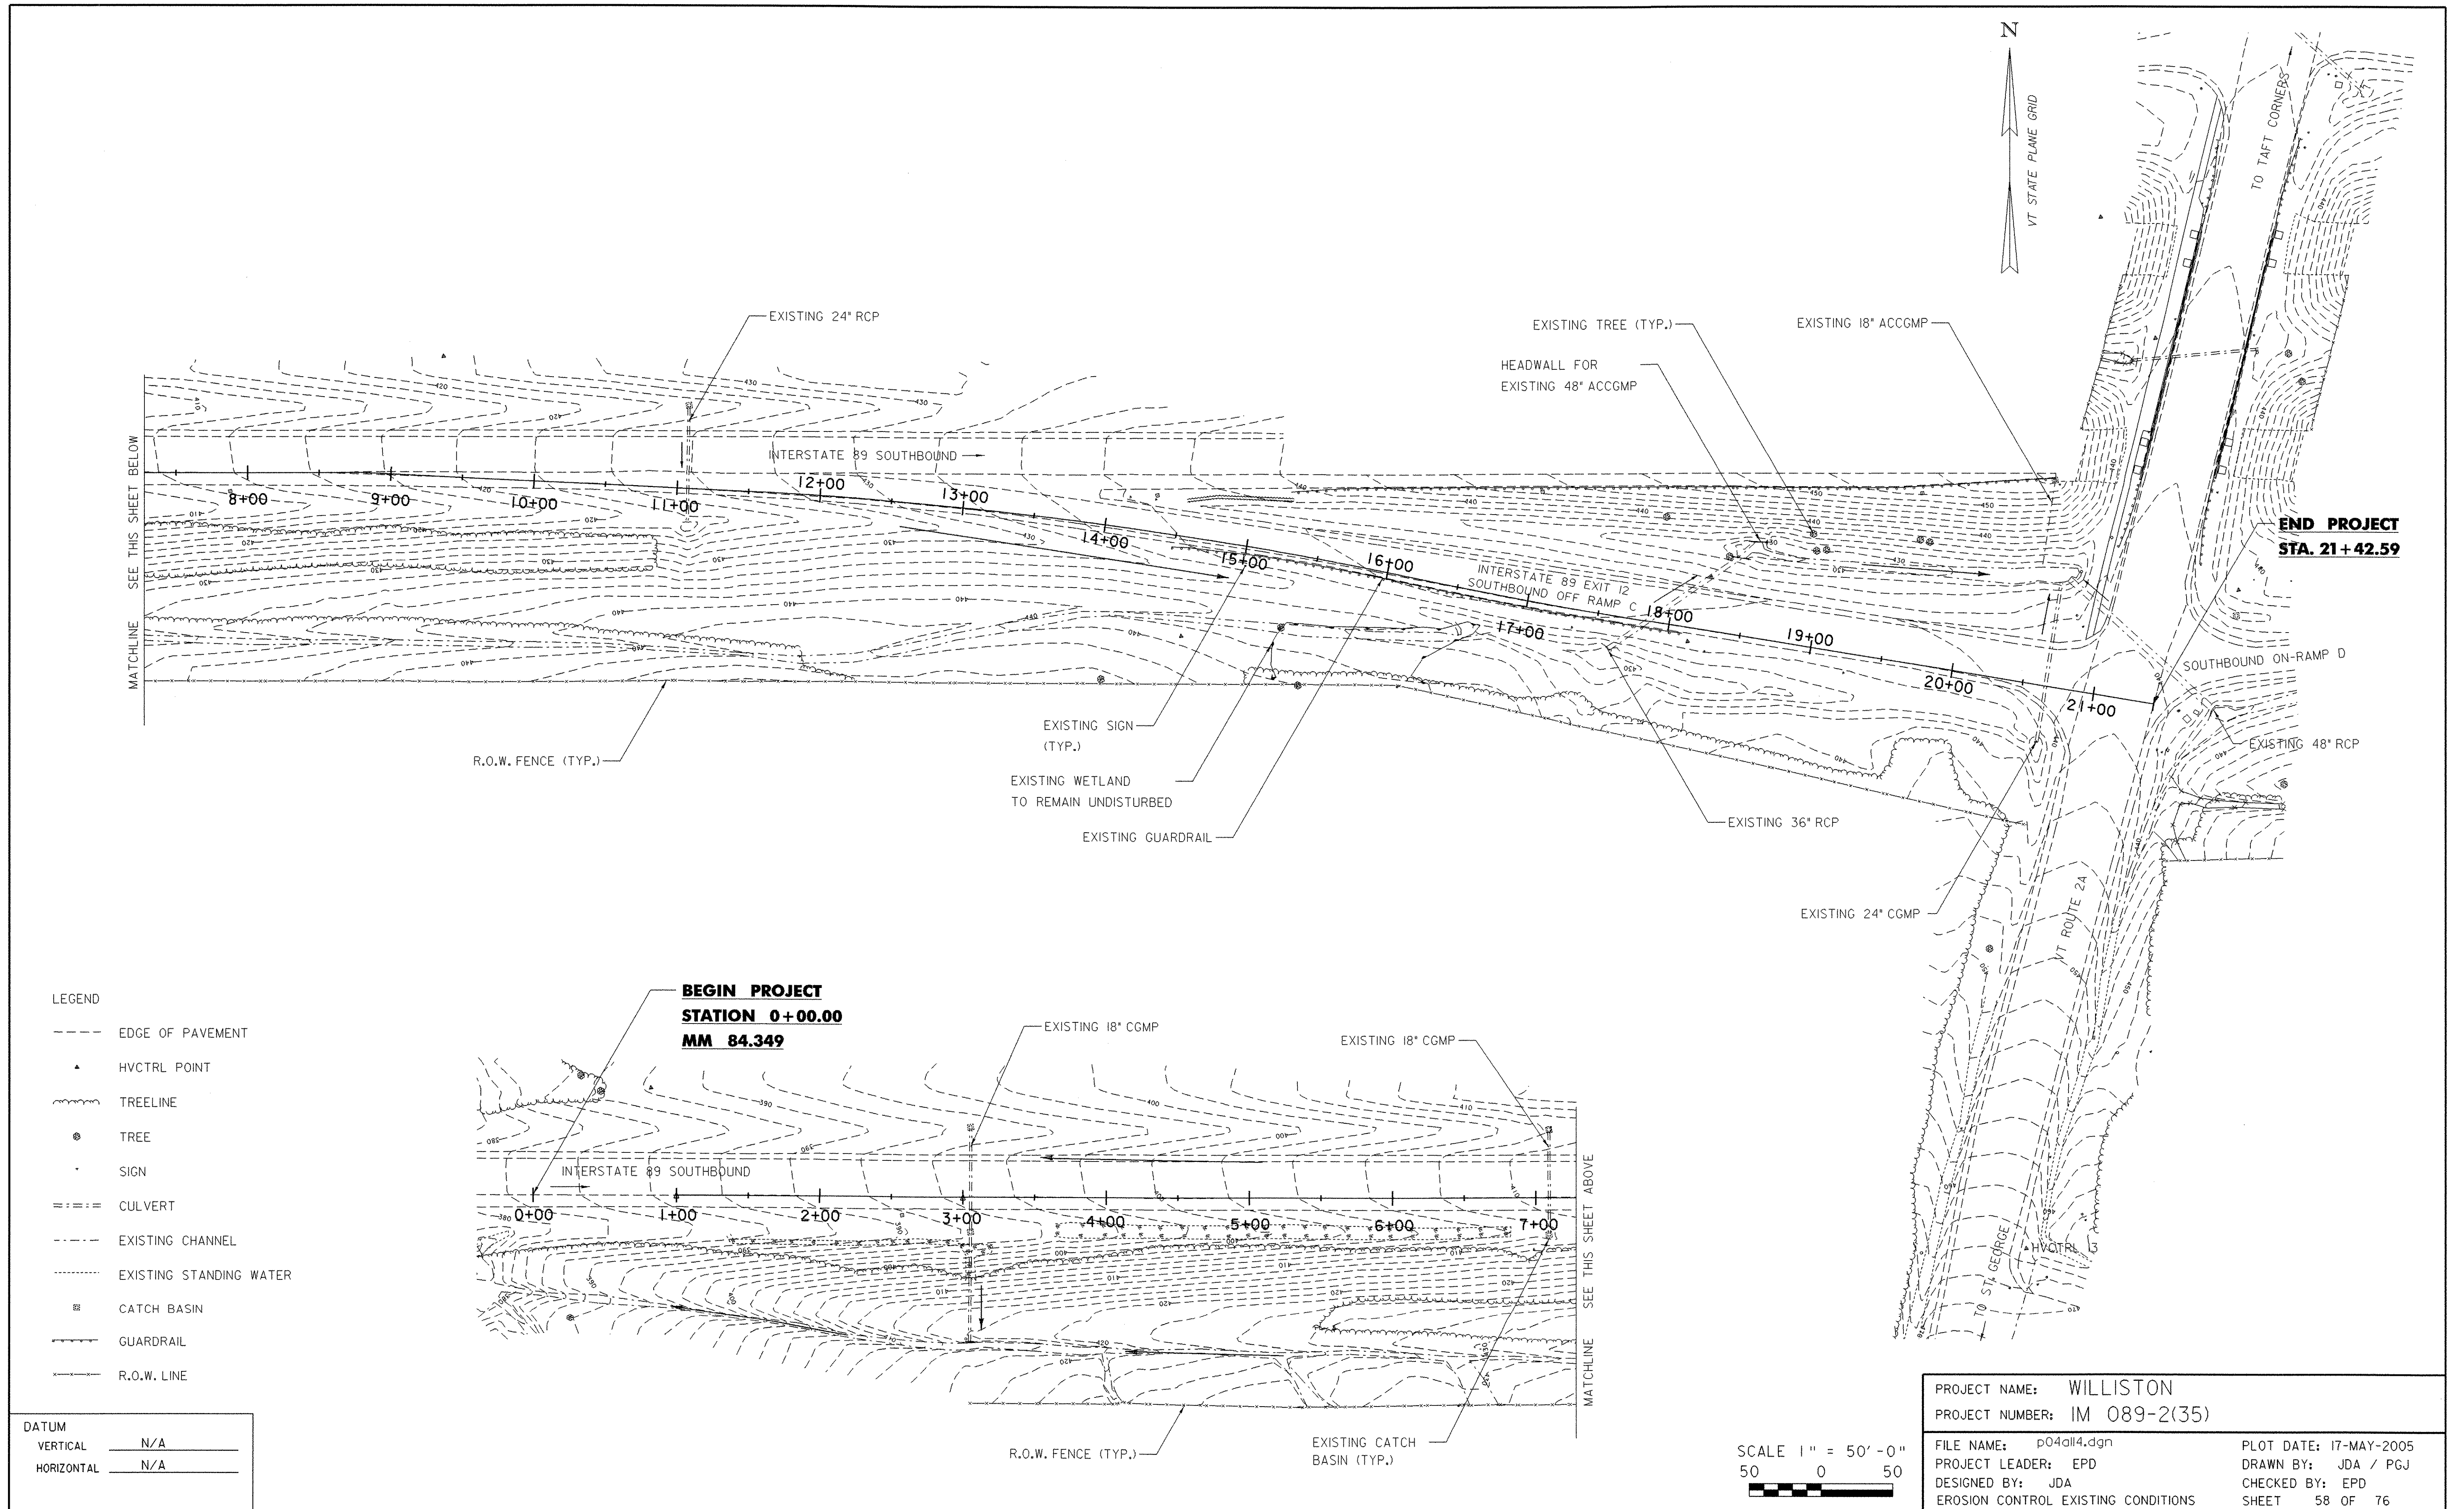 N
VT STATE PLANE GRID
TO TAFT CORNERS
EXISTING 24" RCP
EXISTING TREE (TYP.)
EXISTING 18" ACCGMP
HEADWALL FOR
EXISTING 48" ACCGMP
SEE THIS SHEET BELOW
MATCHLINE
INTERSTATE 89 SOUTHBOUND
8+00
9+00
10+00
11+00
12+00
13+00
14+00
15+00
16+00
17+00
18+00
19+00
20+00
21+00
INTERSTATE 89 EXIT 12
SOUTHBOUND OFF RAMP C
END PROJECT
STA. 21+42.59
SOUTHBOUND ON-RAMP D
EXISTING SIGN
(TYP.)
R.O.W. FENCE (TYP.)
EXISTING WETLAND
TO REMAIN UNDISTURBED
EXISTING GUARDRAIL
EXISTING 48" RCP
EXISTING 36" RCP
EXISTING 24" CGMP
VT ROUTE 2A
HVCTRL 13
TO ST. GEORGE
BEGIN PROJECT
STATION 0+00.00
MM 84.349
EXISTING 18" CGMP
EXISTING 18" CGMP
INTERSTATE 89 SOUTHBOUND
0+00
1+00
2+00
3+00
4+00
5+00
6+00
7+00
SEE THIS SHEET ABOVE
MATCHLINE
R.O.W. FENCE (TYP.)
EXISTING CATCH
BASIN (TYP.)
LEGEND
EDGE OF PAVEMENT
HVCTRL POINT
TREELINE
TREE
SIGN
CULVERT
EXISTING CHANNEL
EXISTING STANDING WATER
CATCH BASIN
GUARDRAIL
R.O.W. LINE
DATUM
VERTICAL N/A
HORIZONTAL N/A
SCALE 1" = 50'-0"
50 0 50
PROJECT NAME: WILLISTON
PROJECT NUMBER: IM 089-2(35)
FILE NAME: p04all4.dgn
PLOT DATE: 17-MAY-2005
PROJECT LEADER: EPD
DRAWN BY: JDA / PGJ
DESIGNED BY: JDA
CHECKED BY: EPD
EROSION CONTROL EXISTING CONDITIONS
SHEET 58 OF 76